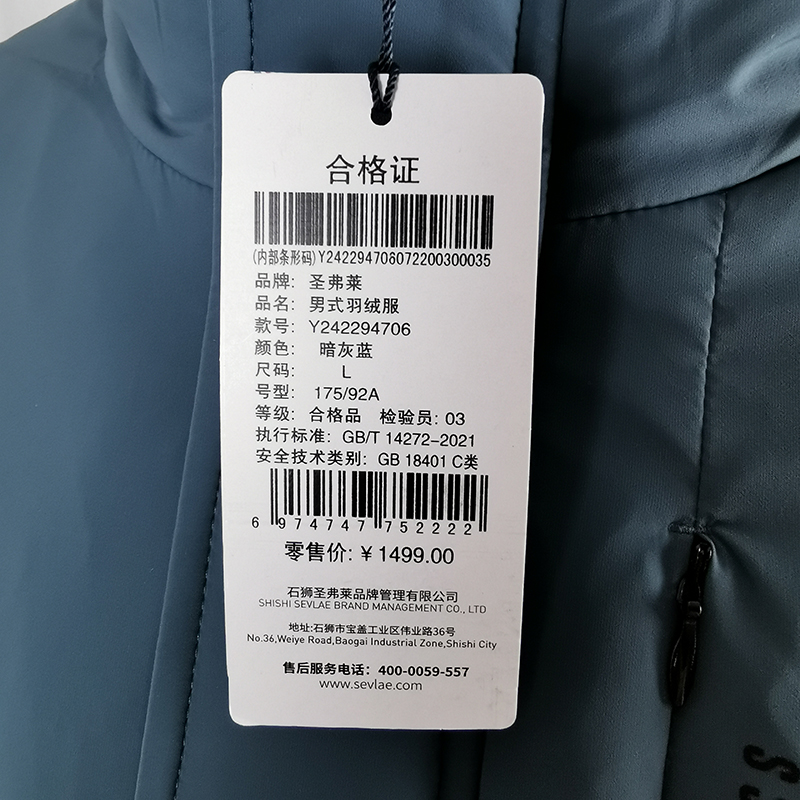 合格证
(内部条形码)Y242294706072200300035
品牌: 圣弗莱
品名: 男式羽绒服
款号: Y242294706
颜色: 暗灰蓝
尺码: L
号型: 175/92A
等级: 合格品 检验员: 03
执行标准: GB/T 14272-2021
安全技术类别: GB 18401 C类
6 974747 752222
零售价: ¥1499.00
石狮圣弗莱品牌管理有限公司
SHISHI SEVLAE BRAND MANAGEMENT CO., LTD
地址:石狮市宝盖工业区伟业路36号
No.36,Weiye Road,Baogai Industrial Zone,Shishi City
售后服务电话: 400-0059-557
www.sevlae.com